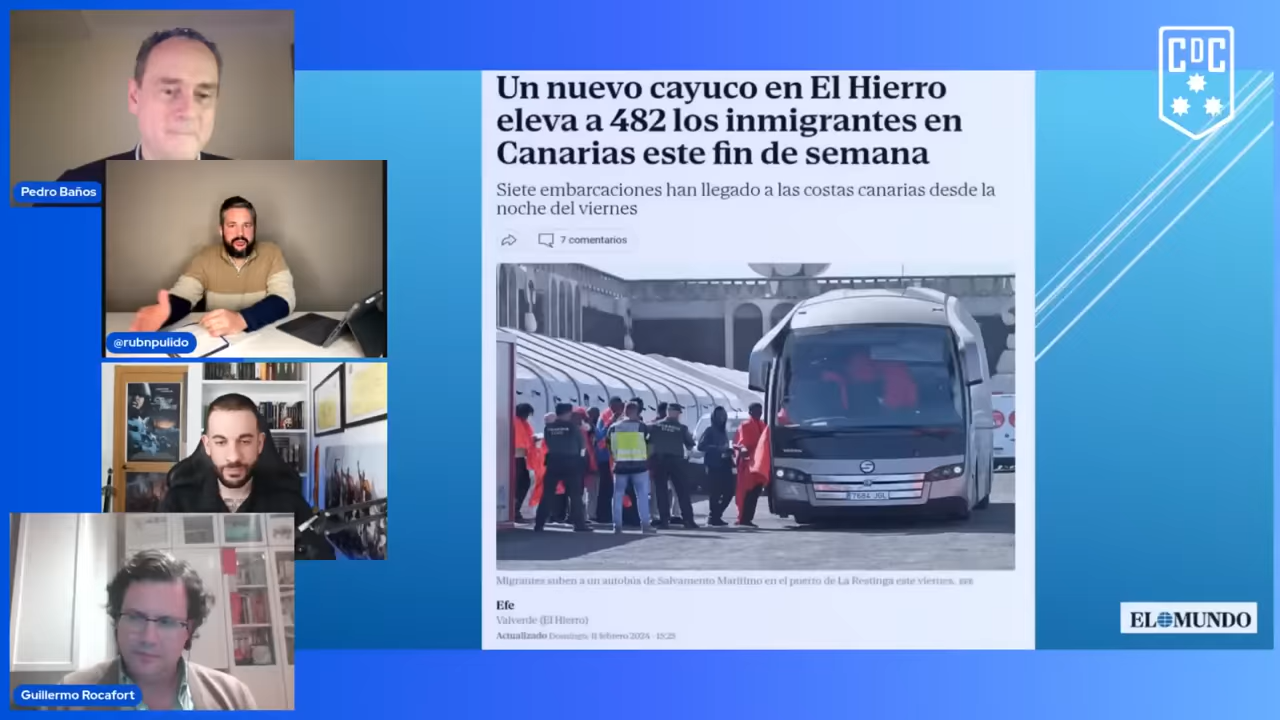 Pedro Baños
@rubnpulido
Guillermo Rocafort
CDC
Un nuevo cayuco en El Hierro
eleva a 482 los inmigrantes en
Canarias este fin de semana
Siete embarcaciones han llegado a las costas canarias desde la
noche del viernes
7 comentarios
Migrantes suben a un autobús de Salvamento Marítimo en el puerto de La Restinga este viernes. EFE
Efe
Valverde (El Hierro)
Actualizado Domingo, 11 febrero 2024 - 13:25
EL MUNDO